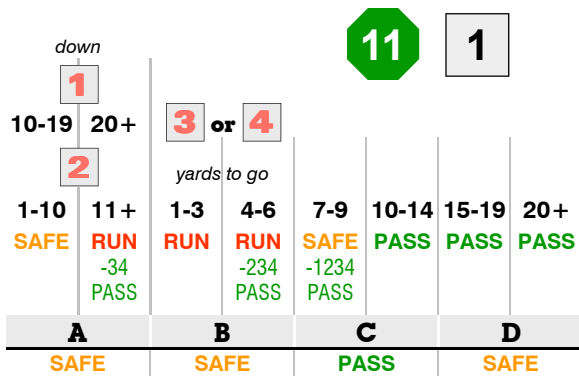 11 1
down
1
10-19 20+ 3 or 4
2
yards to go
1-10 11+ 1-3 4-6 7-9 10-14 15-19 20+
SAFE RUN RUN RUN SAFE PASS PASS PASS
-34 -234 -1234
PASS PASS PASS
A B C D
SAFE SAFE PASS SAFE